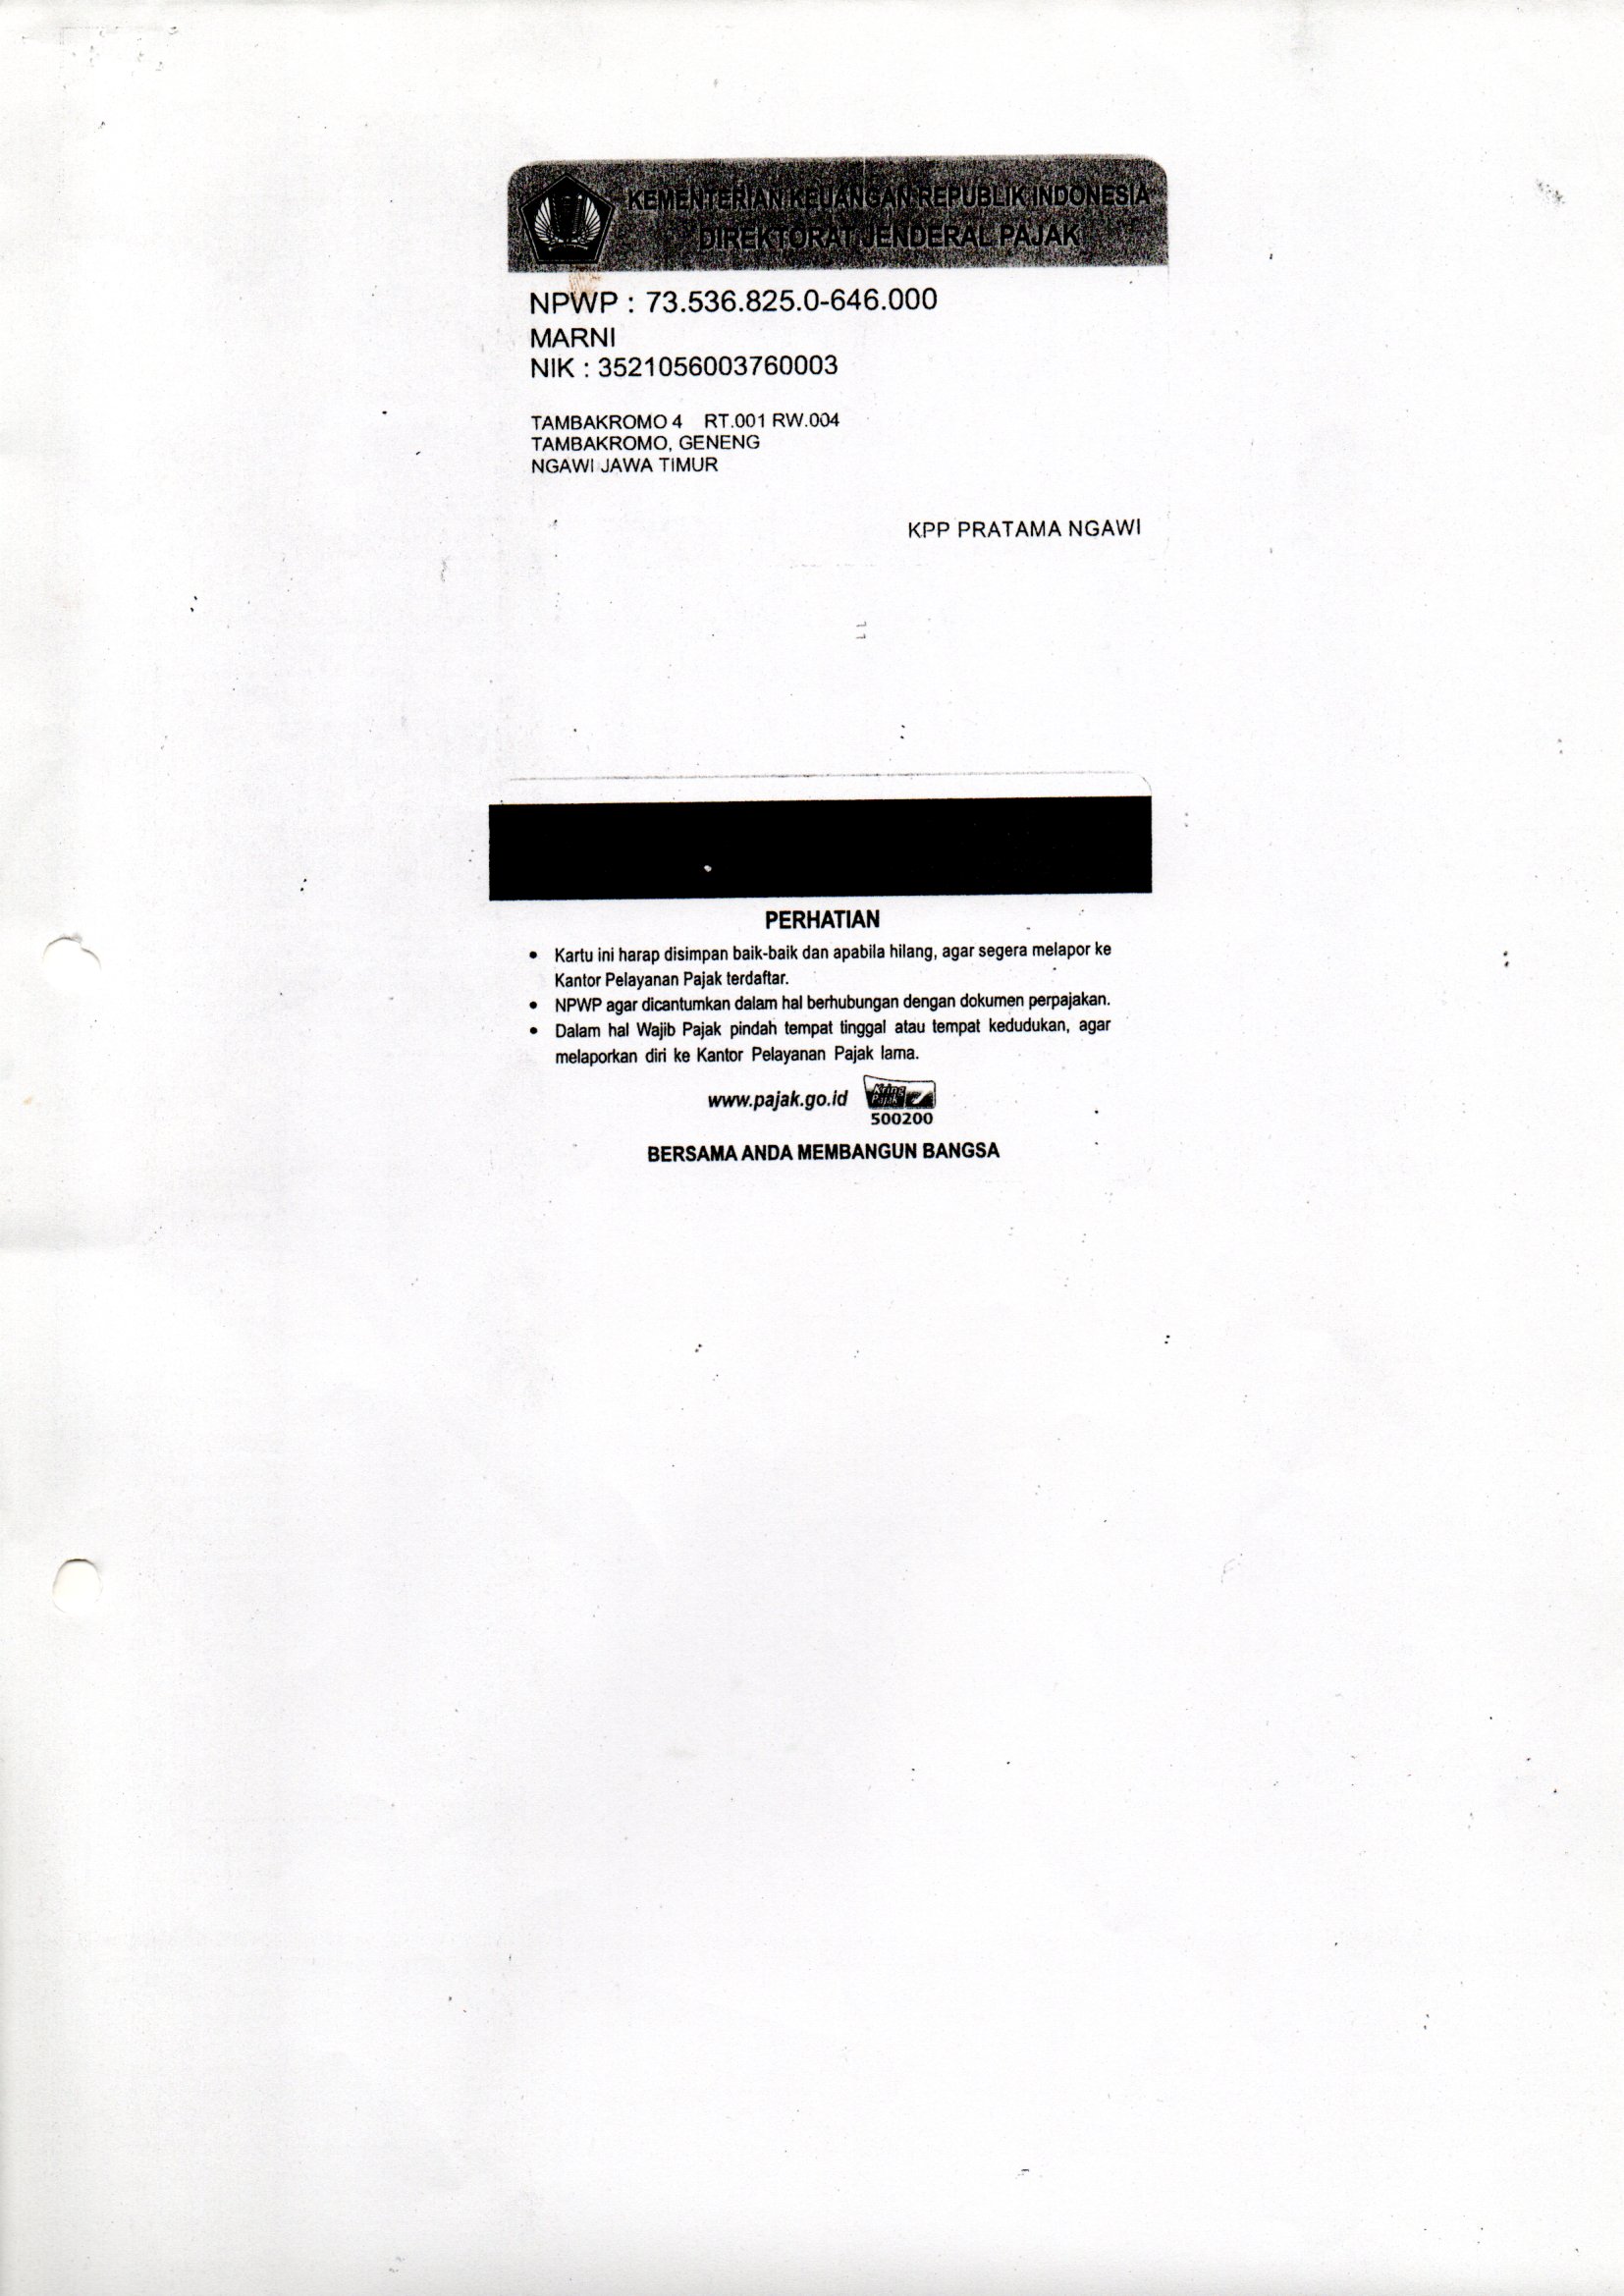 KEMENTERIAN KEUANGAN REPUBLIK INDONESIA
DIREKTORAT JENDERAL PAJAK
NPWP : 73.536.825.0-646.000
MARNI
NIK : 3521056003760003
TAMBAKROMO 4 RT.001 RW.004
TAMBAKROMO, GENENG
NGAWI JAWA TIMUR
KPP PRATAMA NGAWI
PERHATIAN
• Kartu ini harap disimpan baik-baik dan apabila hilang, agar segera melapor ke
Kantor Pelayanan Pajak terdaftar.
• NPWP agar dicantumkan dalam hal berhubungan dengan dokumen perpajakan.
• Dalam hal Wajib Pajak pindah tempat tinggal atau tempat kedudukan, agar
melaporkan diri ke Kantor Pelayanan Pajak lama.
www.pajak.go.id
Kring
Pajak
500200
BERSAMA ANDA MEMBANGUN BANGSA